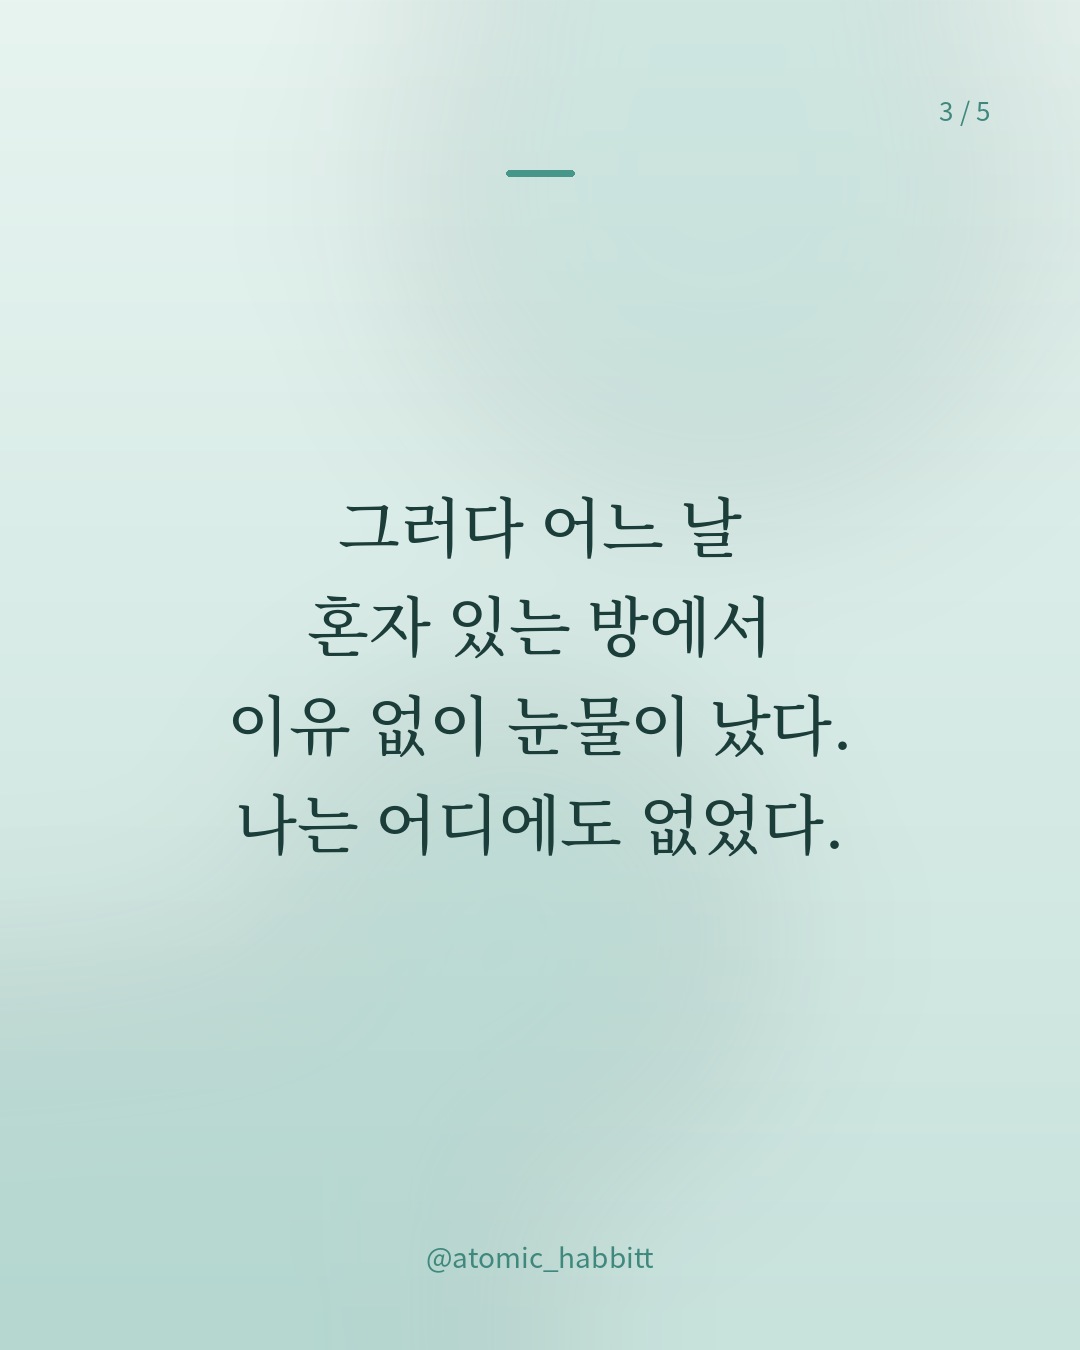 3 / 5
그러다 어느 날
혼자 있는 방에서
이유 없이 눈물이 났다.
나는 어디에도 없었다.
@atomic_habbitt